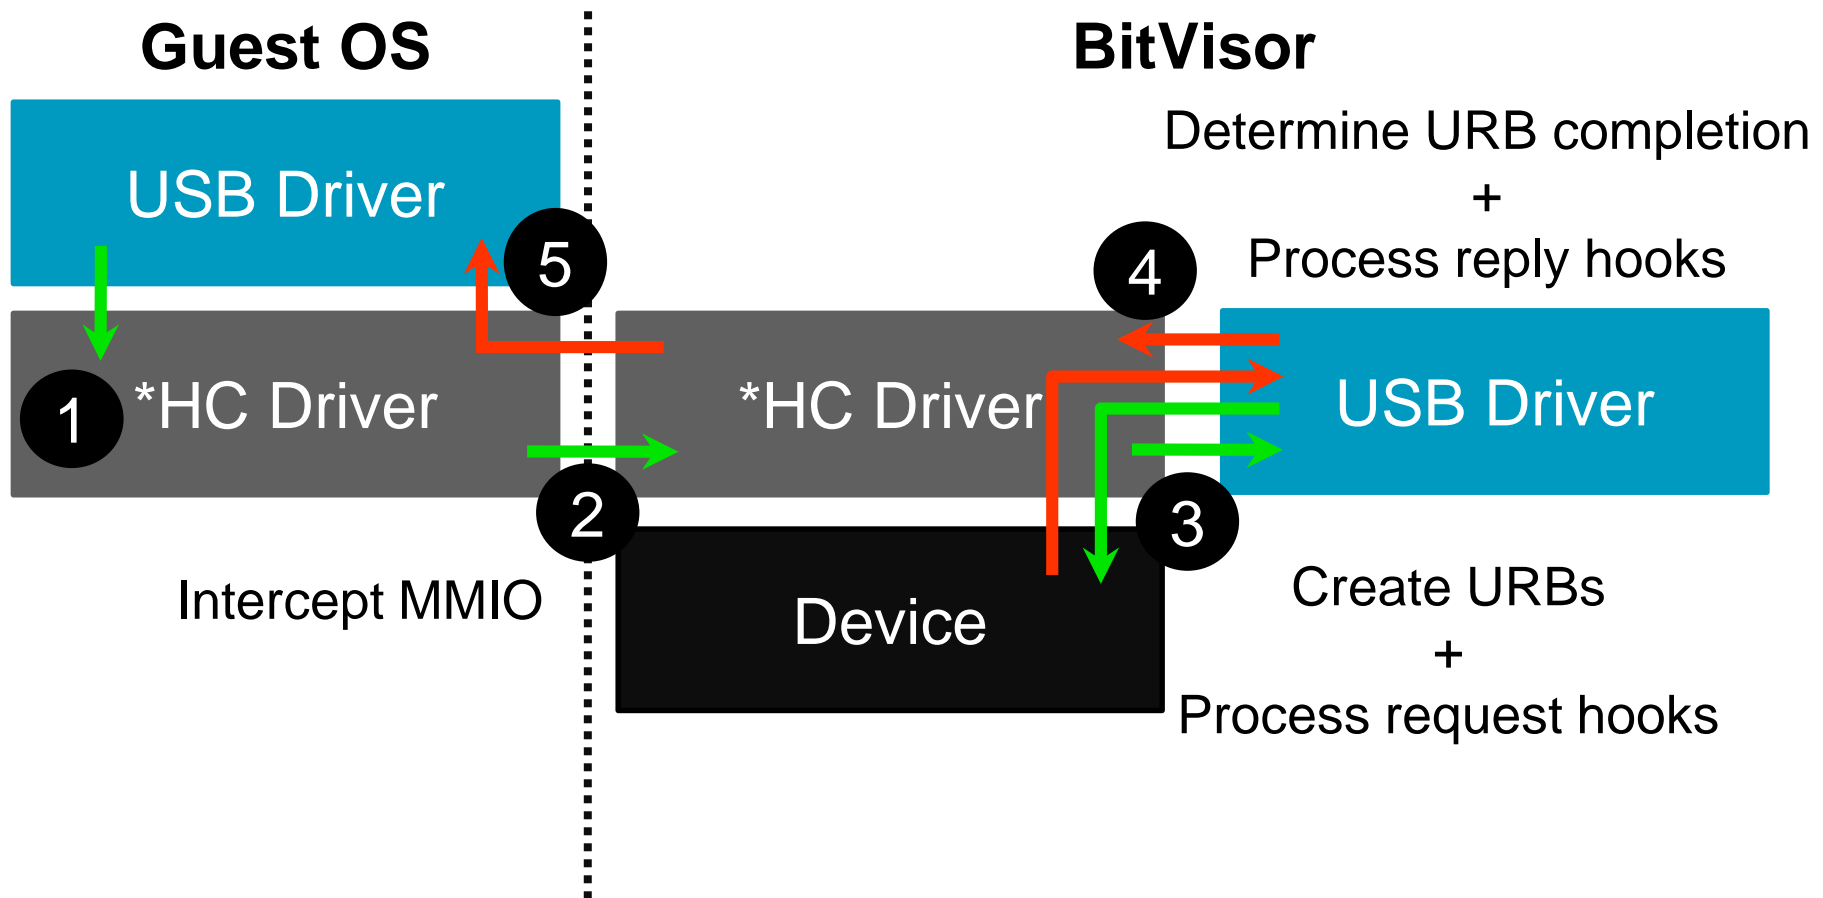 Guest OS
BitVisor
USB Driver
Determine URB completion
+
Process reply hooks
5
4
1
*HC Driver
*HC Driver
USB Driver
2
3
Intercept MMIO
Device
Create URBs
+
Process request hooks